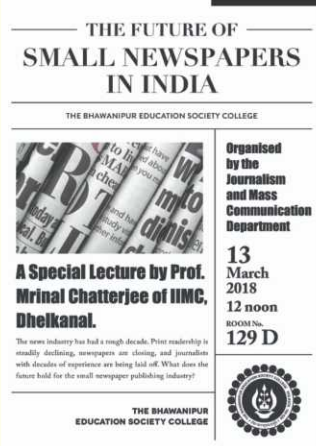 THE FUTURE OF
SMALL NEWSPAPERS
IN INDIA
THE BHAWANIPUR EDUCATION SOCIETY COLLEGE
A Special Lecture by Prof.
Mrinal Chatterjee of IIMC,
Dhelkanal.
The news industry has had a rough decade. Print readership is
steadily declining, newspapers are closing, and journalists
with decades of experience are being laid off. What does the
future hold for the small newspaper publishing industry?
Organised
by the
Journalism
and Mass
Communication
Department
13
March
2018
12 noon
ROOM No.
129 D
THE BHAWANIPUR
EDUCATION SOCIETY COLLEGE